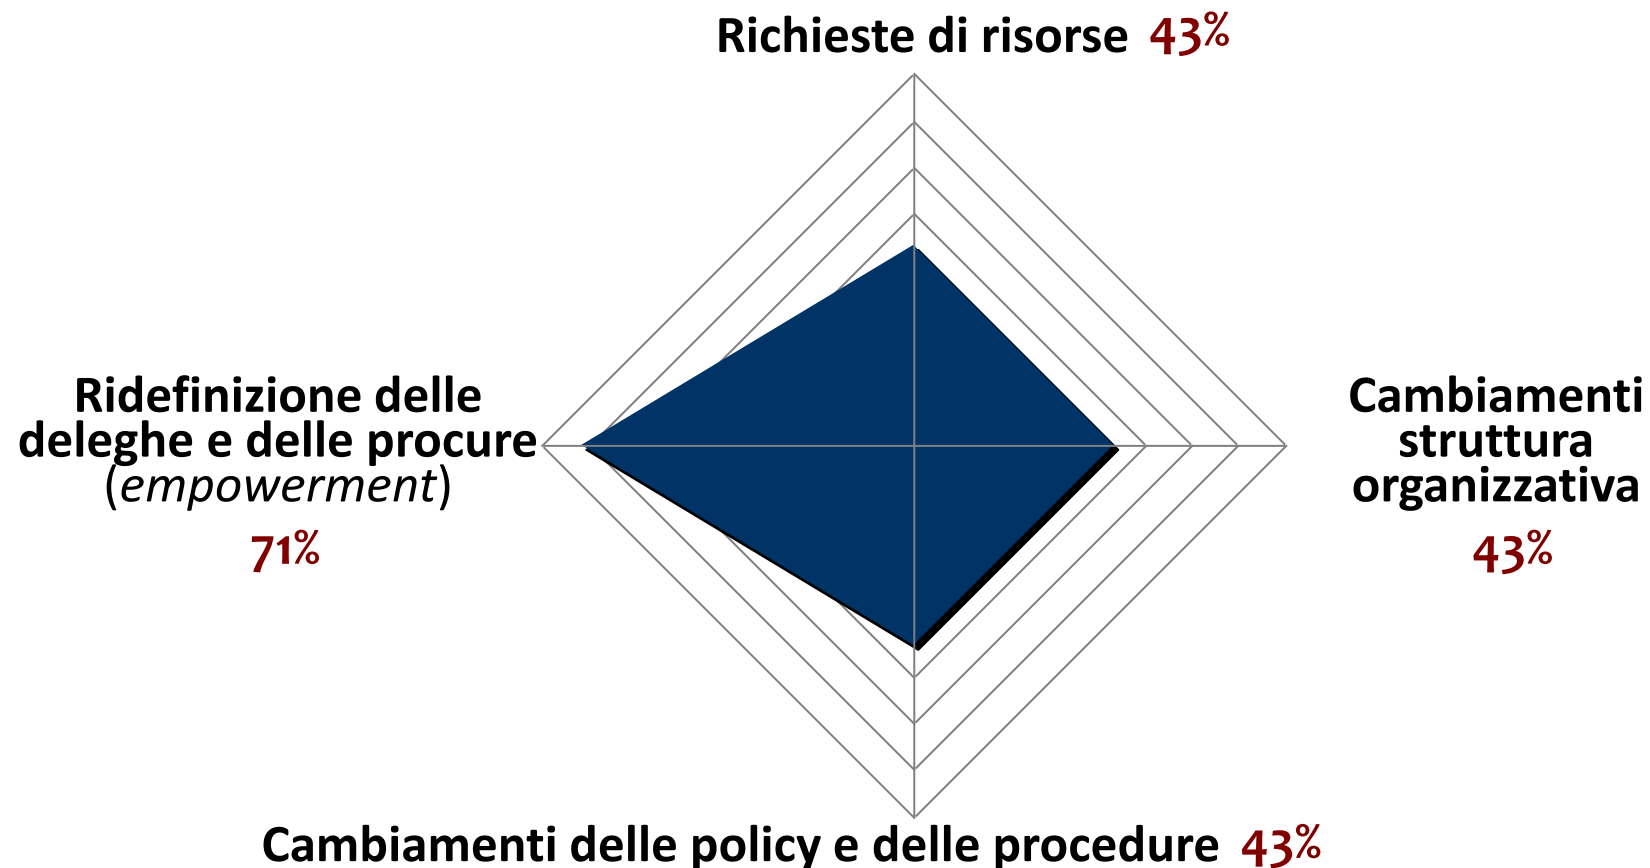 Richieste di risorse 43%
Ridefinizione delle
deleghe e delle procure
(empowerment)
71%
Cambiamenti
struttura
organizzativa
43%
Cambiamenti delle policy e delle procedure 43%